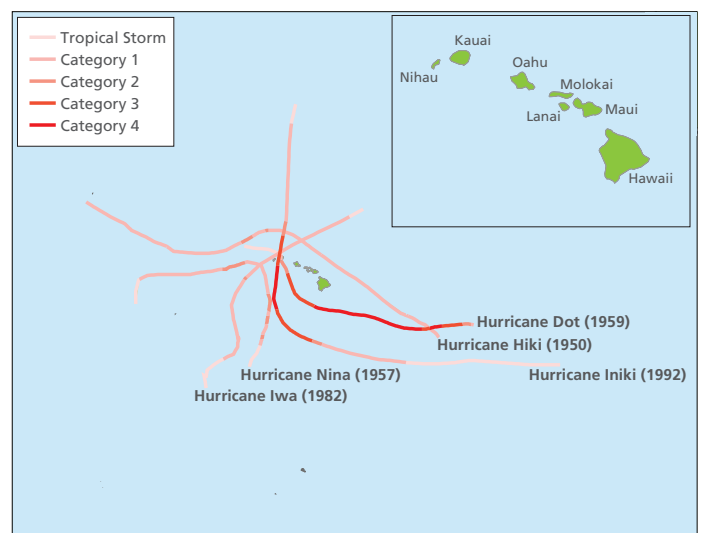 Tropical Storm
Category 1
Category 2
Category 3
Category 4
Kauai
Nihau
Oahu
Molokai
Lanai
Maui
Hawaii
Hurricane Dot (1959)
Hurricane Hiki (1950)
Hurricane Nina (1957)
Hurricane Iniki (1992)
Hurricane Iwa (1982)